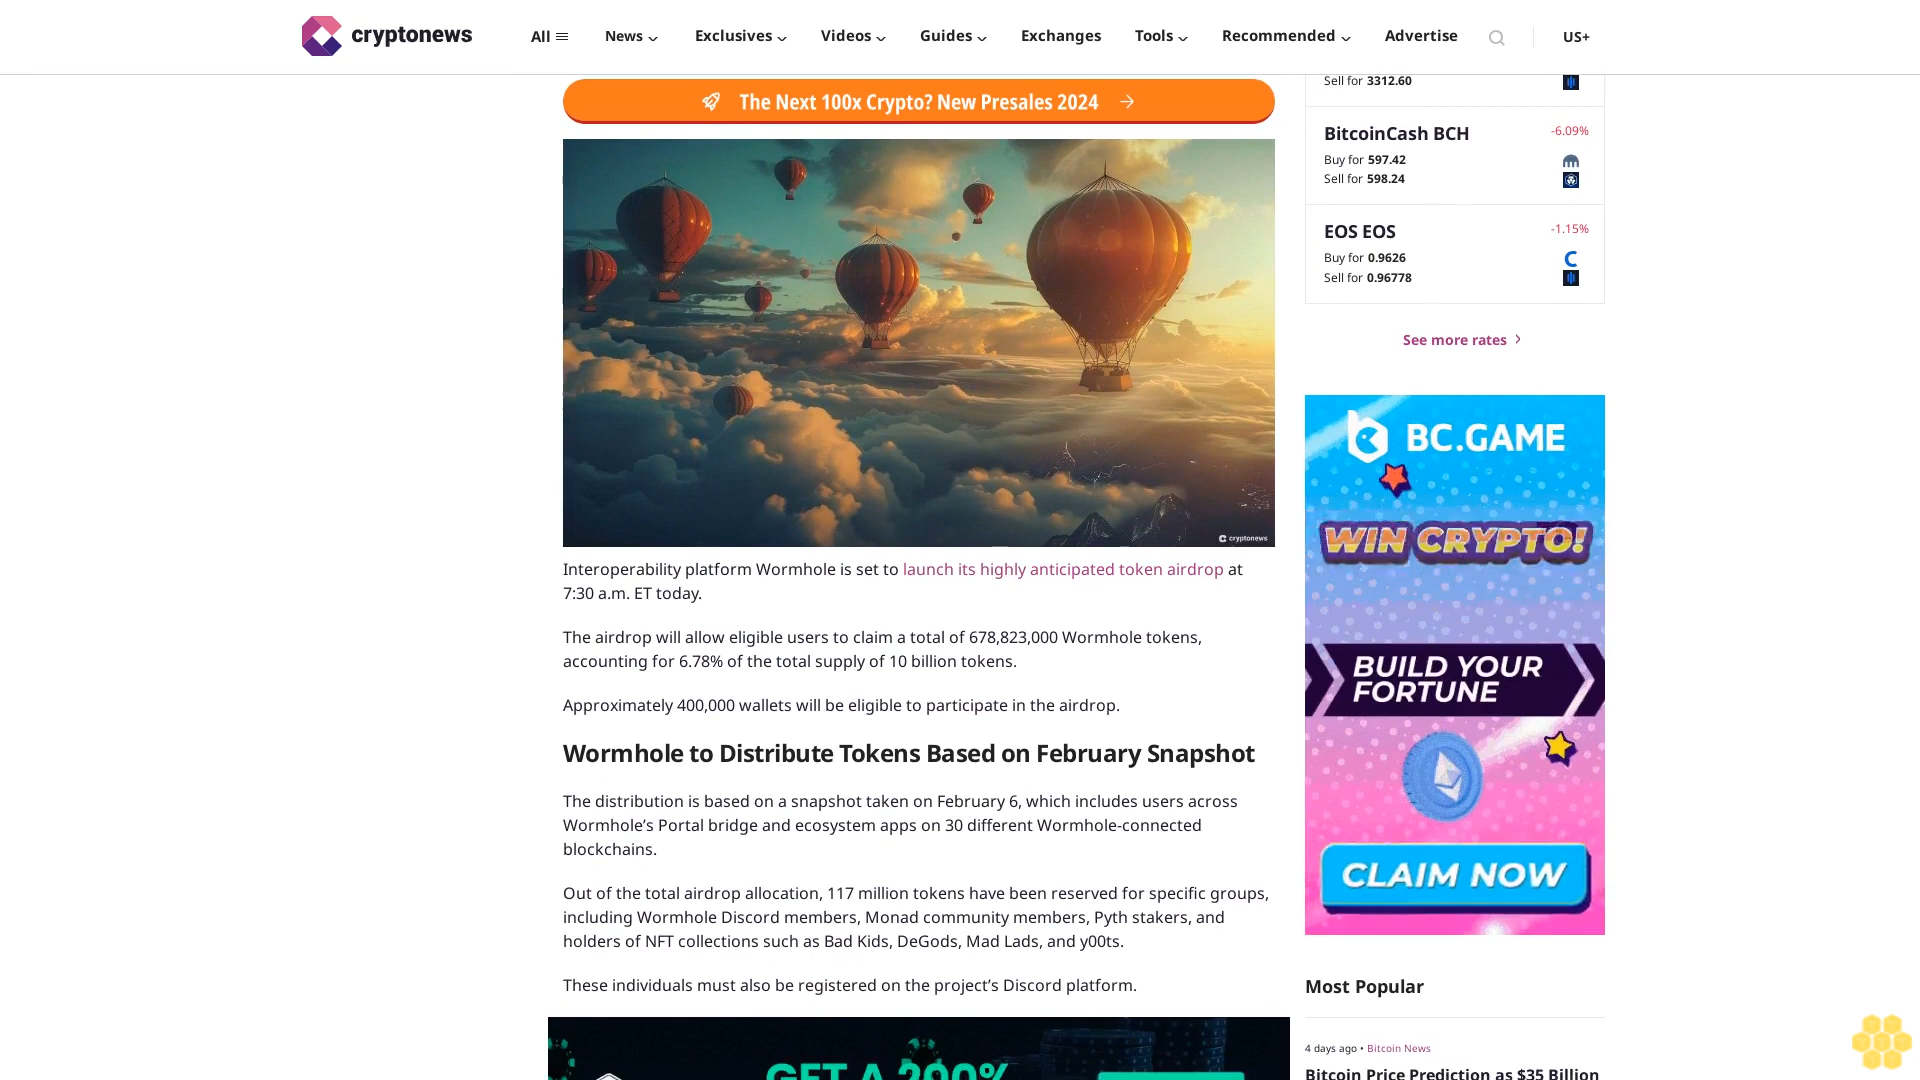 cryptonews
All
News
Exclusives
Videos
Guides
Exchanges
Tools
Recommended
Advertise
US+
The Next 100x Crypto? New Presales 2024
cryptonews
Interoperability platform Wormhole is set to launch its highly anticipated token airdrop at
7:30 a.m. ET today.
The airdrop will allow eligible users to claim a total of 678,823,000 Wormhole tokens,
accounting for 6.78% of the total supply of 10 billion tokens.
Approximately 400,000 wallets will be eligible to participate in the airdrop.
Wormhole to Distribute Tokens Based on February Snapshot
The distribution is based on a snapshot taken on February 6, which includes users across
Wormhole’s Portal bridge and ecosystem apps on 30 different Wormhole-connected
blockchains.
Out of the total airdrop allocation, 117 million tokens have been reserved for specific groups,
including Wormhole Discord members, Monad community members, Pyth stakers, and
holders of NFT collections such as Bad Kids, DeGods, Mad Lads, and y00ts.
These individuals must also be registered on the project’s Discord platform.
GET A 200%
Sell for 3312.60
BitcoinCash BCH
-6.09%
Buy for 597.42
Sell for 598.24
EOS EOS
-1.15%
Buy for 0.9626
Sell for 0.96778
See more rates
BC.GAME
WIN CRYPTO!
BUILD YOUR
FORTUNE
CLAIM NOW
Most Popular
4 days ago • Bitcoin News
Bitcoin Price Prediction as $35 Billion